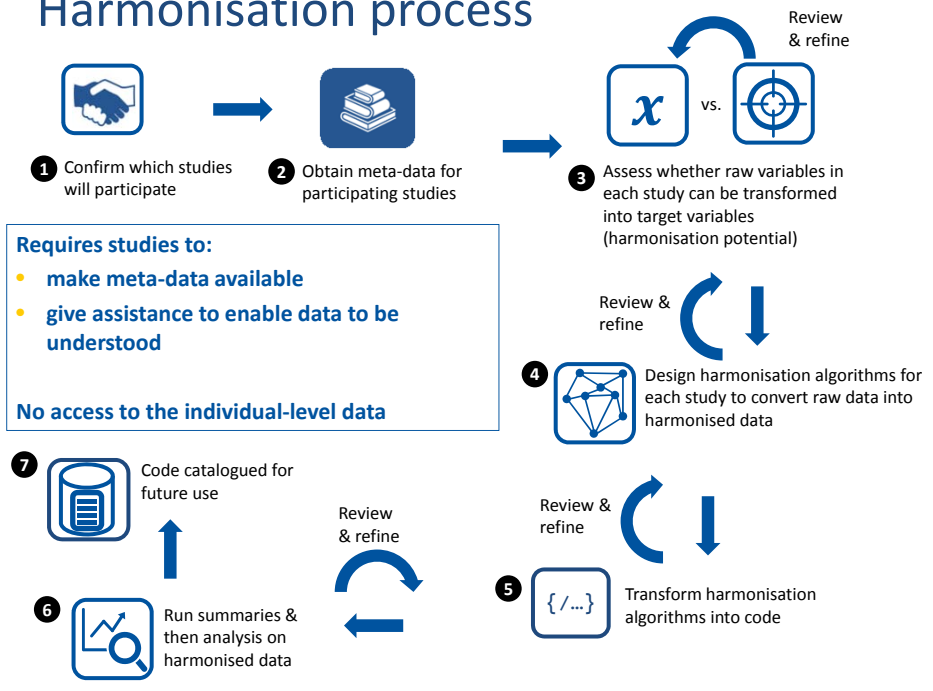 Harmonisation process
Review
& refine
x
vs.
1
Confirm which studies
will participate
2
Obtain meta-data for
participating studies
3
Assess whether raw variables in
each study can be transformed
into target variables
(harmonisation potential)
Requires studies to:
• make meta-data available
• give assistance to enable data to be
understood
No access to the individual-level data
Review &
refine
4
Design harmonisation algorithms for
each study to convert raw data into
harmonised data
Review &
refine
5
{/…}
Transform harmonisation
algorithms into code
Review
& refine
6
Run summaries &
then analysis on
harmonised data
7
Code catalogued for
future use